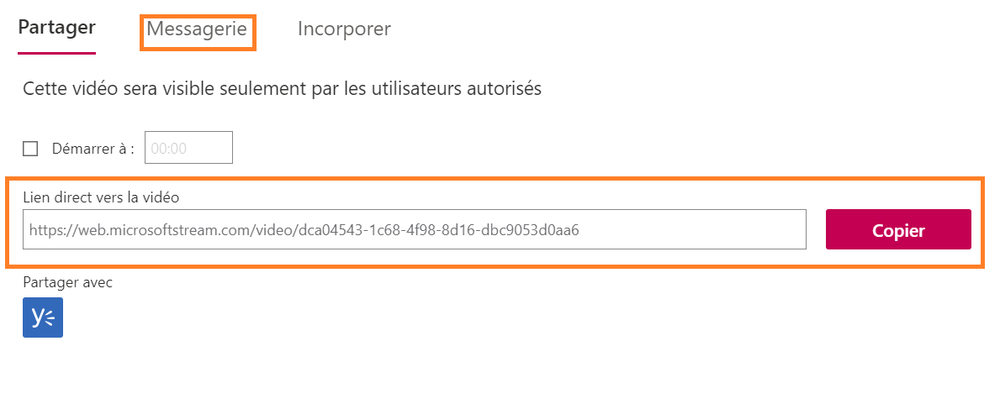 Partager Messagerie Incorporer
Cette vidéo sera visible seulement par les utilisateurs autorisés
Démarrer à : 00:00
Lien direct vers la vidéo
https://web.microsoftstream.com/video/dca04543-1c68-4f98-8d16-dbc9053d0aa6 Copier
Partager avec
y